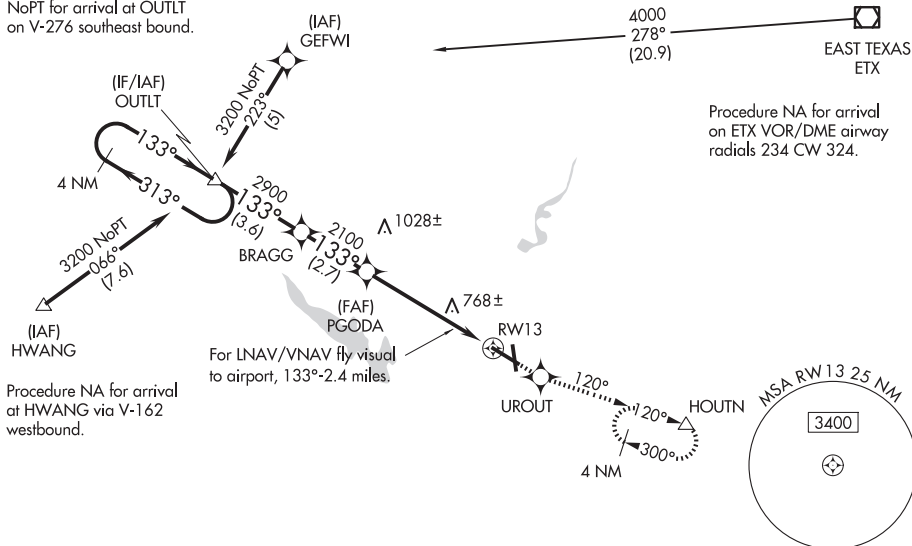 NoPT for arrival at OUTLT
on V-276 southeast bound.
(IAF)
GEFWI
4000
278°
(20.9)
EAST TEXAS
ETX
(IF/IAF)
OUTLT
3200 NoPT
223°
(5)
Procedure NA for arrival
on ETX VOR/DME airway
radials 234 CW 324.
133°
4 NM
313°
2900
133°
(3.6)
3200 NoPT
066°
(7.6)
BRAGG
2100
133°
(2.7)
1028±
(IAF)
HWANG
(FAF)
PGODA
768±
RW13
For LNAV/VNAV fly visual
to airport, 133°-2.4 miles.
Procedure NA for arrival
at HWANG via V-162
westbound.
UROUT
120°
120°
HOUTN
300°
4 NM
MSA RW 13 25 NM
3400